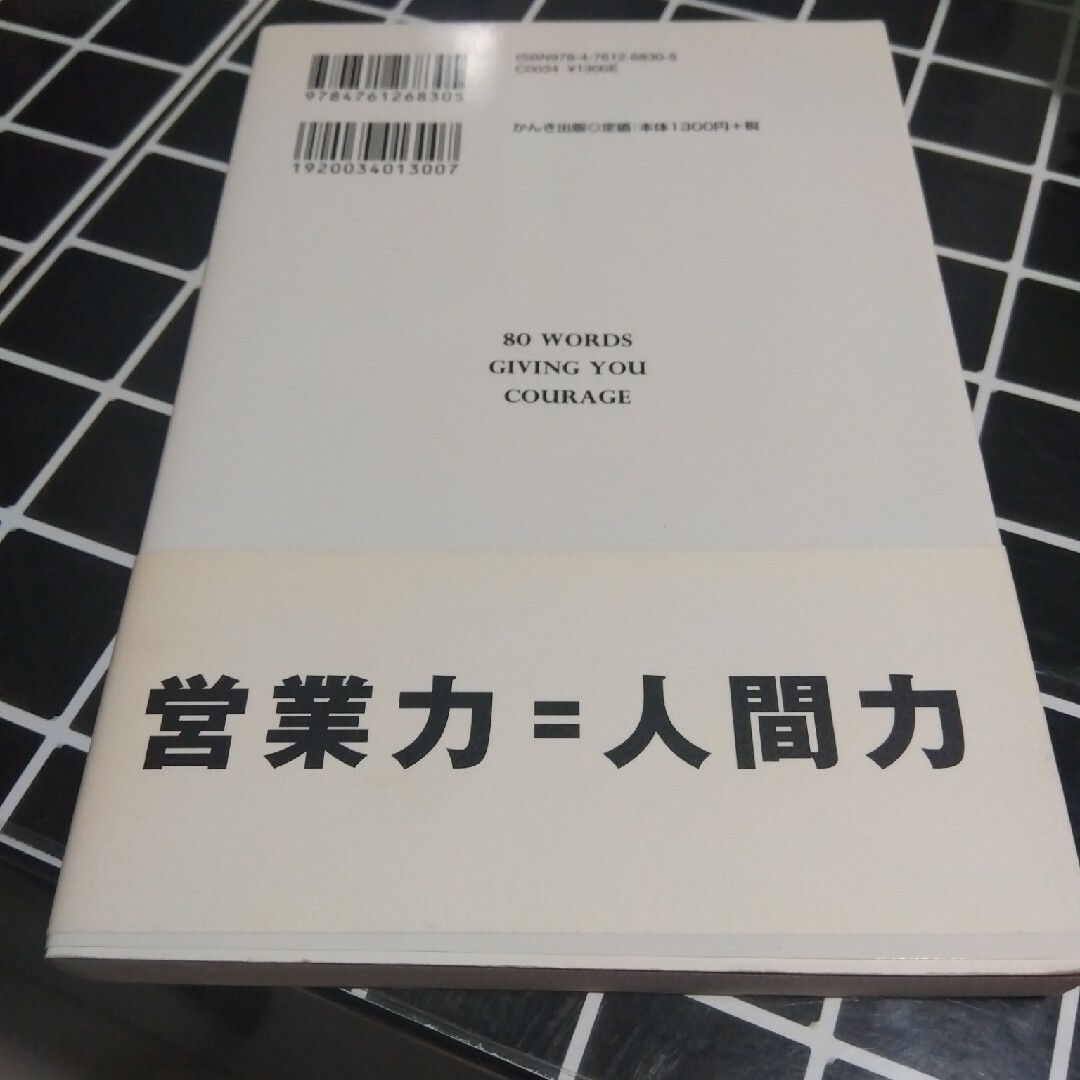 9784761268305
ISBN978-4-7612-6830-5
C0034 ¥1300E
1920034013007
かんき出版◎定価:本体1300円+税
80 WORDS
GIVING YOU
COURAGE
営業力=人間力